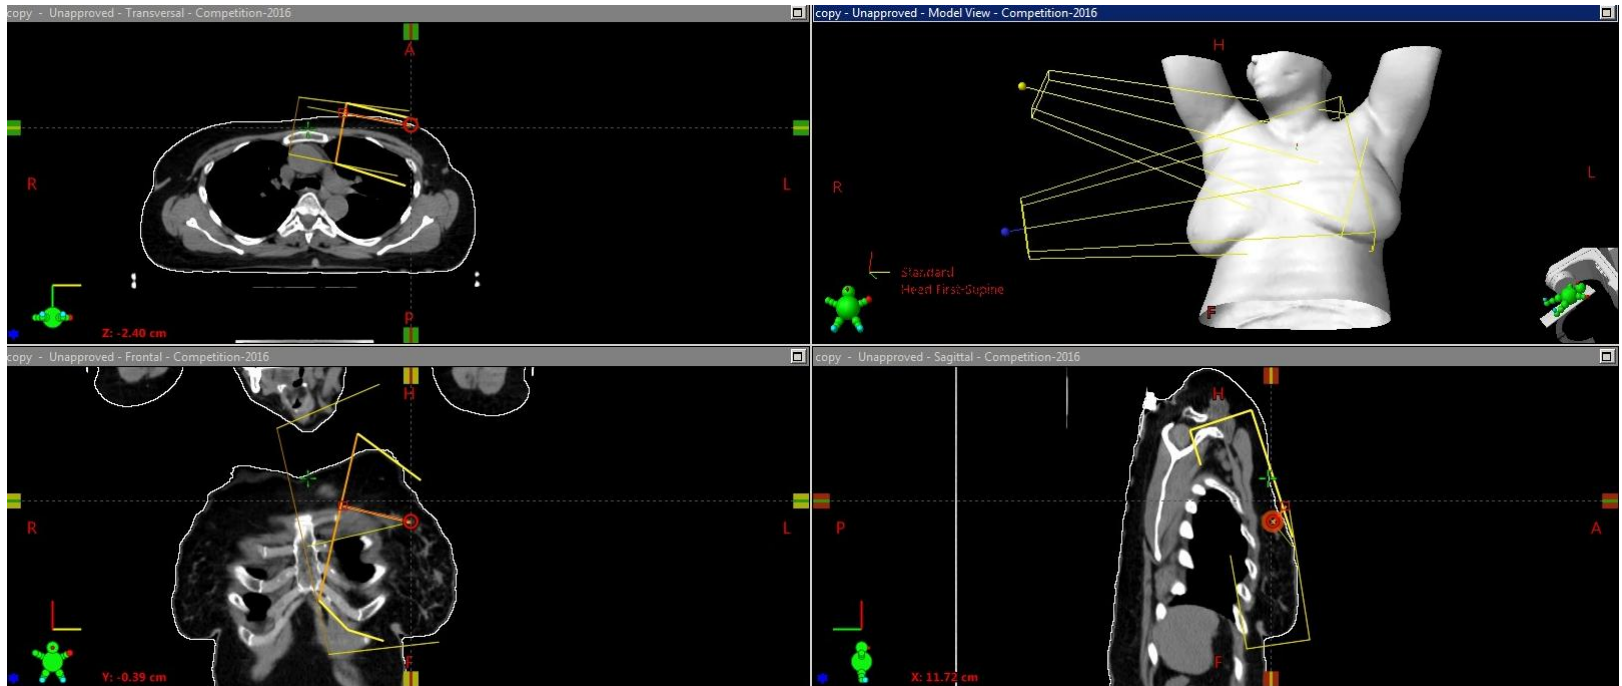 copy - Unapproved - Transversal - Competition-2016
A
R
L
P
Z: -2.40 cm
copy - Unapproved - Model View - Competition-2016
H
R
L
Standard
Head First-Supine
F
copy - Unapproved - Frontal - Competition-2016
H
R
L
F
Y: -0.39 cm
copy - Unapproved - Sagittal - Competition-2016
H
P
A
F
X: 11.72 cm